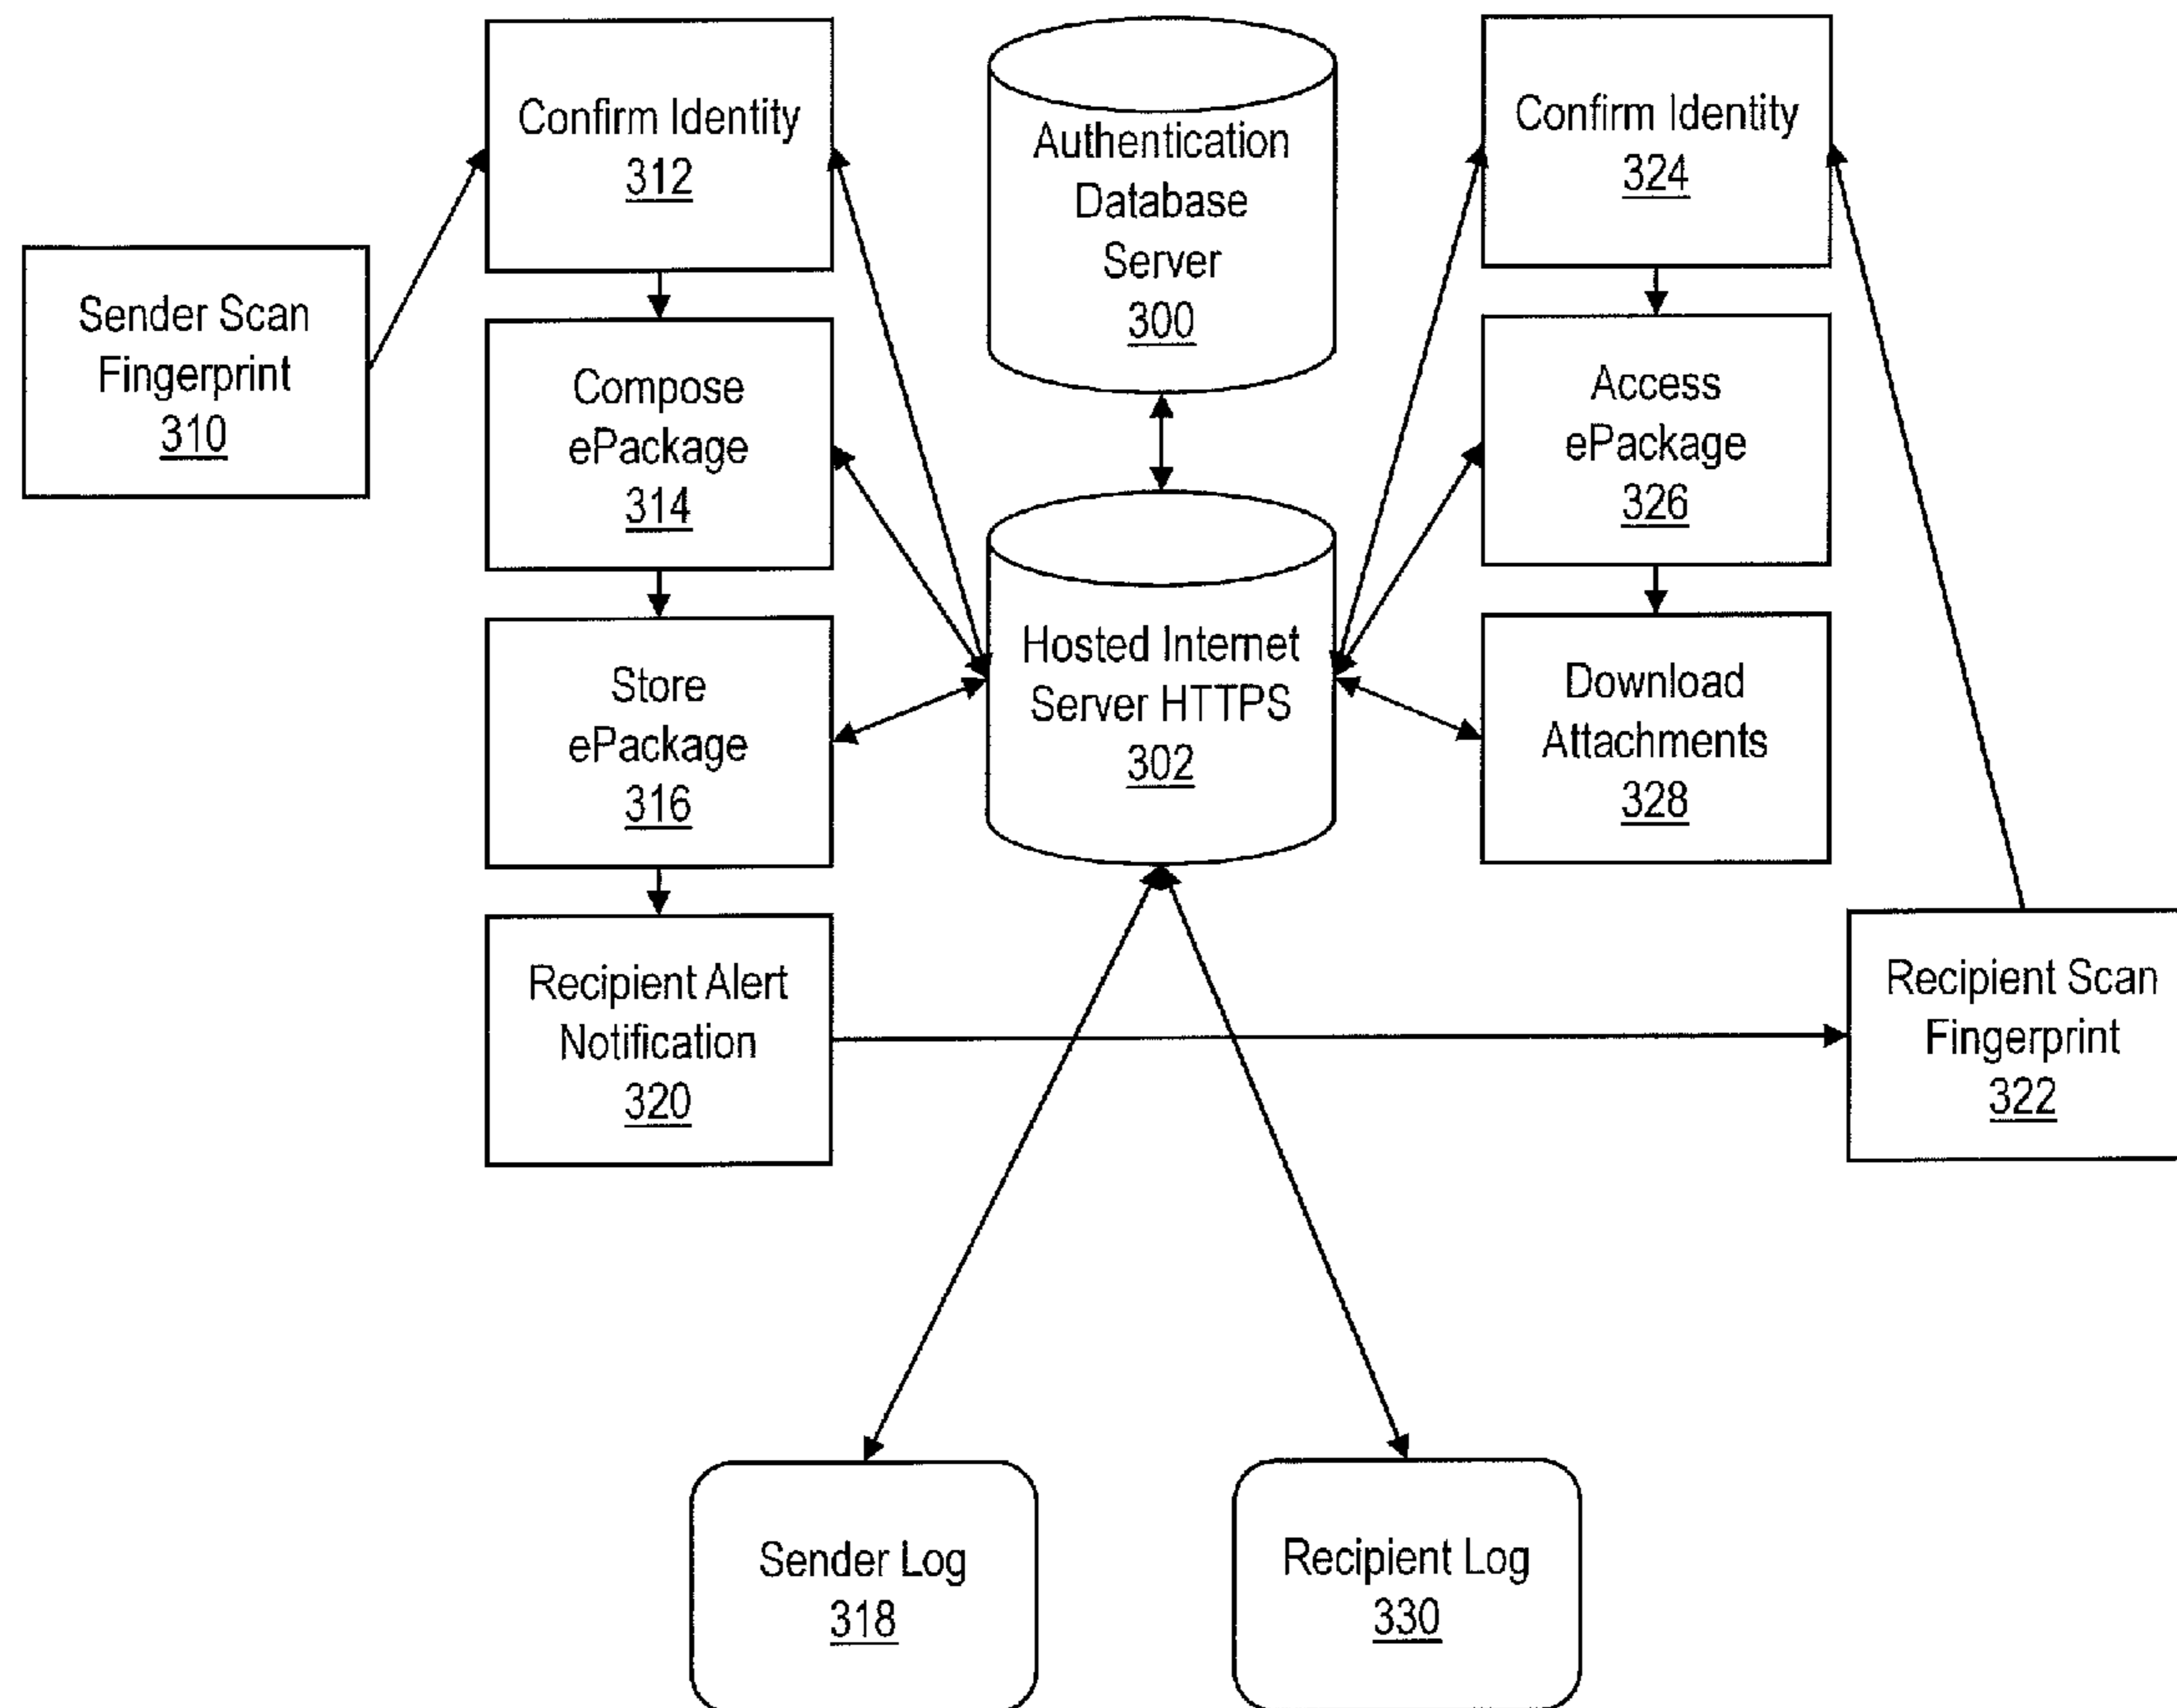 Confirm Identity
312
Authentication
Database
Server
300
Confirm Identity
324
Sender Scan
Fingerprint
310
Compose
ePackage
314
Access
ePackage
326
Store
ePackage
316
Hosted Internet
Server HTTPS
302
Download
Attachments
328
Recipient Alert
Notification
320
Recipient Scan
Fingerprint
322
Sender Log
318
Recipient Log
330